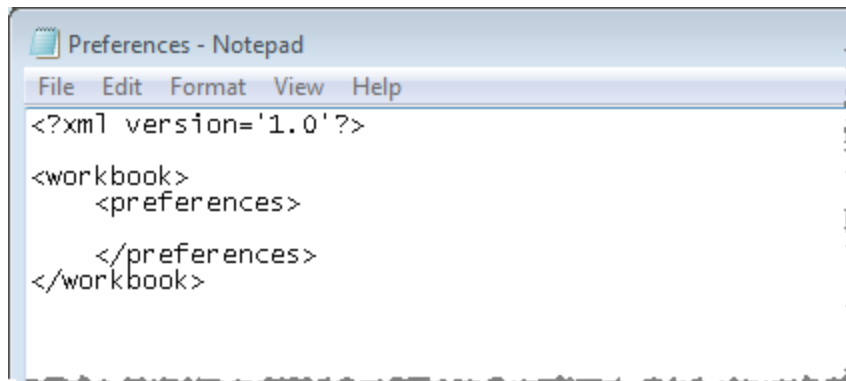 Preferences - Notepad
File Edit Format View Help
<?xml version='1.0'?>
<workbook>
<preferences>
</preferences>
</workbook>